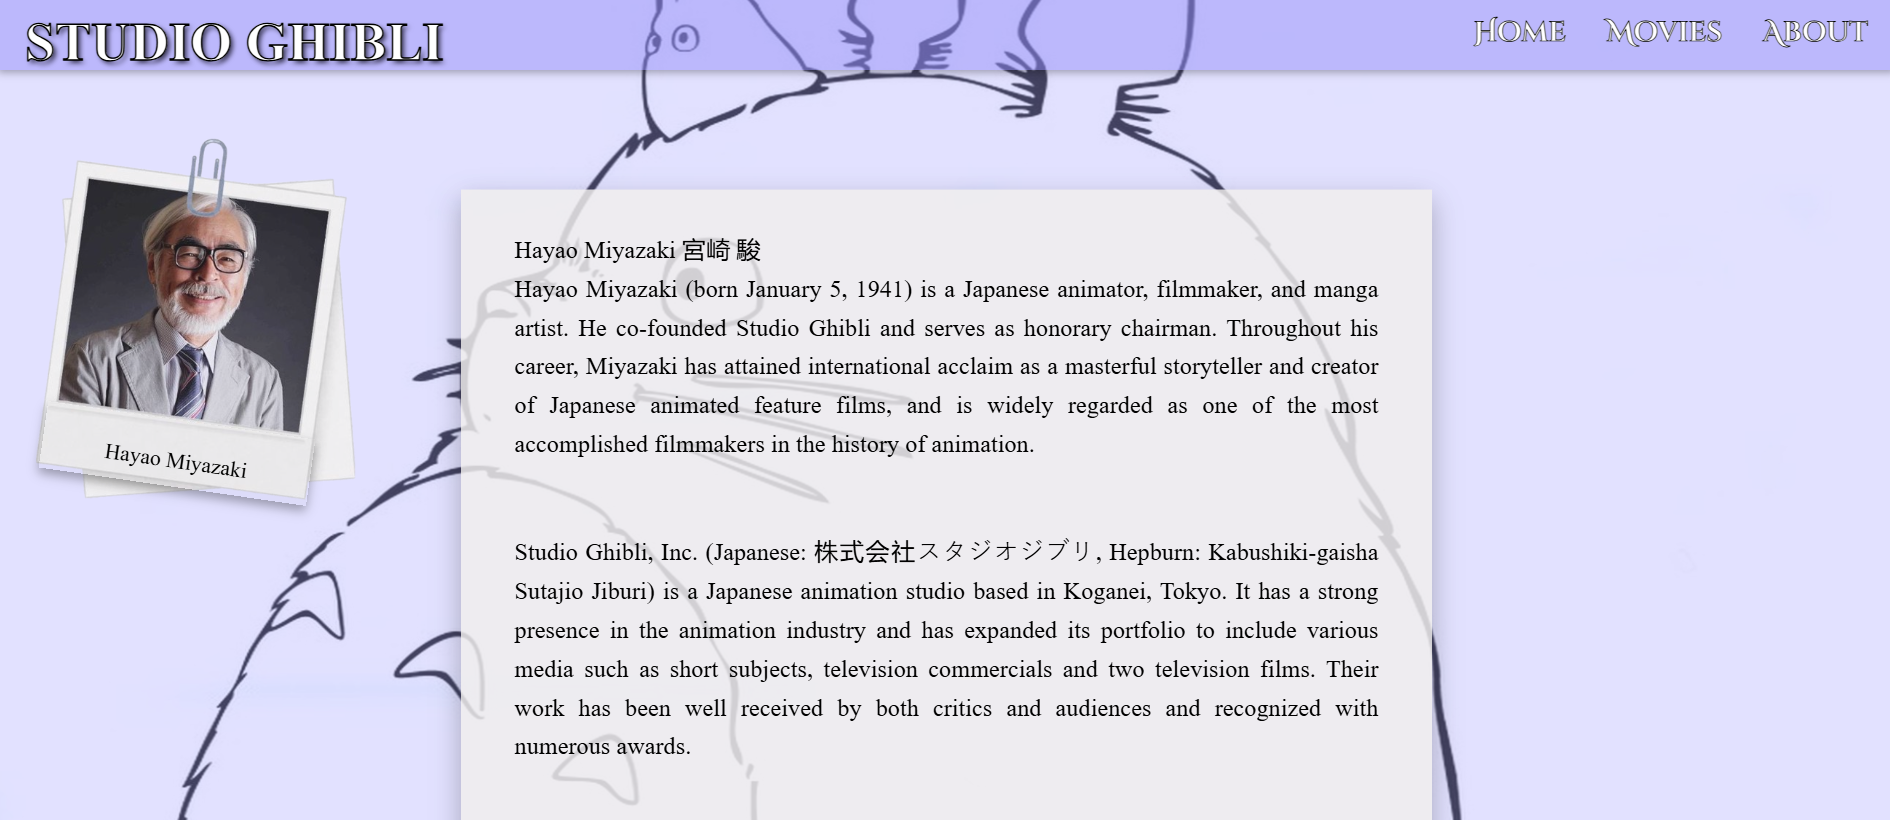 STUDIO GHIBLI
Home Movies About
Hayao Miyazaki
Hayao Miyazaki 宮崎 駿
Hayao Miyazaki (born January 5, 1941) is a Japanese animator, filmmaker, and manga
artist. He co-founded Studio Ghibli and serves as honorary chairman. Throughout his
career, Miyazaki has attained international acclaim as a masterful storyteller and creator
of Japanese animated feature films, and is widely regarded as one of the most
accomplished filmmakers in the history of animation.
Studio Ghibli, Inc. (Japanese: 株式会社スタジオジブリ, Hepburn: Kabushiki-gaisha
Sutajio Jiburi) is a Japanese animation studio based in Koganei, Tokyo. It has a strong
presence in the animation industry and has expanded its portfolio to include various
media such as short subjects, television commercials and two television films. Their
work has been well received by both critics and audiences and recognized with
numerous awards.